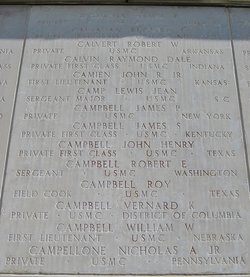 CALVERT ROBERT W
PRIVATE · USMC · ARKANSAS
CALVIN RAYMOND DALE
PRIVATE FIRST CLASS · USMC · INDIANA
CAMIEN JOHN R JR
FIRST LIEUTENANT · USMC · KANSAS
CAMP LEWIS JEAN
SERGEANT MAJOR · USMC · S C
CAMPBELL JAMES P
PRIVATE · USMC · NEW YORK
CAMPBELL JAMES S
PRIVATE FIRST CLASS · USMC · KENTUCKY
CAMPBELL JOHN HENRY
PRIVATE FIRST CLASS · USMC · TEXAS
CAMPBELL ROBERT E
SERGEANT · USMC · WASHINGTON
CAMPBELL ROY
FIELD COOK · USMC · TEXAS
CAMPBELL VERNARD K
PRIVATE · USMC · DISTRICT OF COLUMBIA
CAMPBELL WILLIAM W
FIRST LIEUTENANT · USMC · NEBRASKA
CAMPELLONE NICHOLAS A JR
PRIVATE · USMC · PENNSYLVANIA